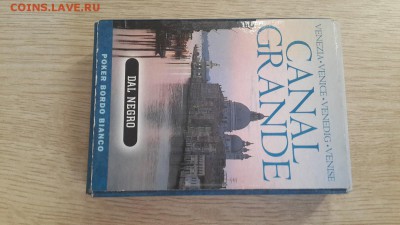 COINS.LAVE.RU
VENEZIA • VENICE • VENEDIG • VENISE
CANAL
GRANDE
DAL NEGRO
POKER BORDO BIANCO